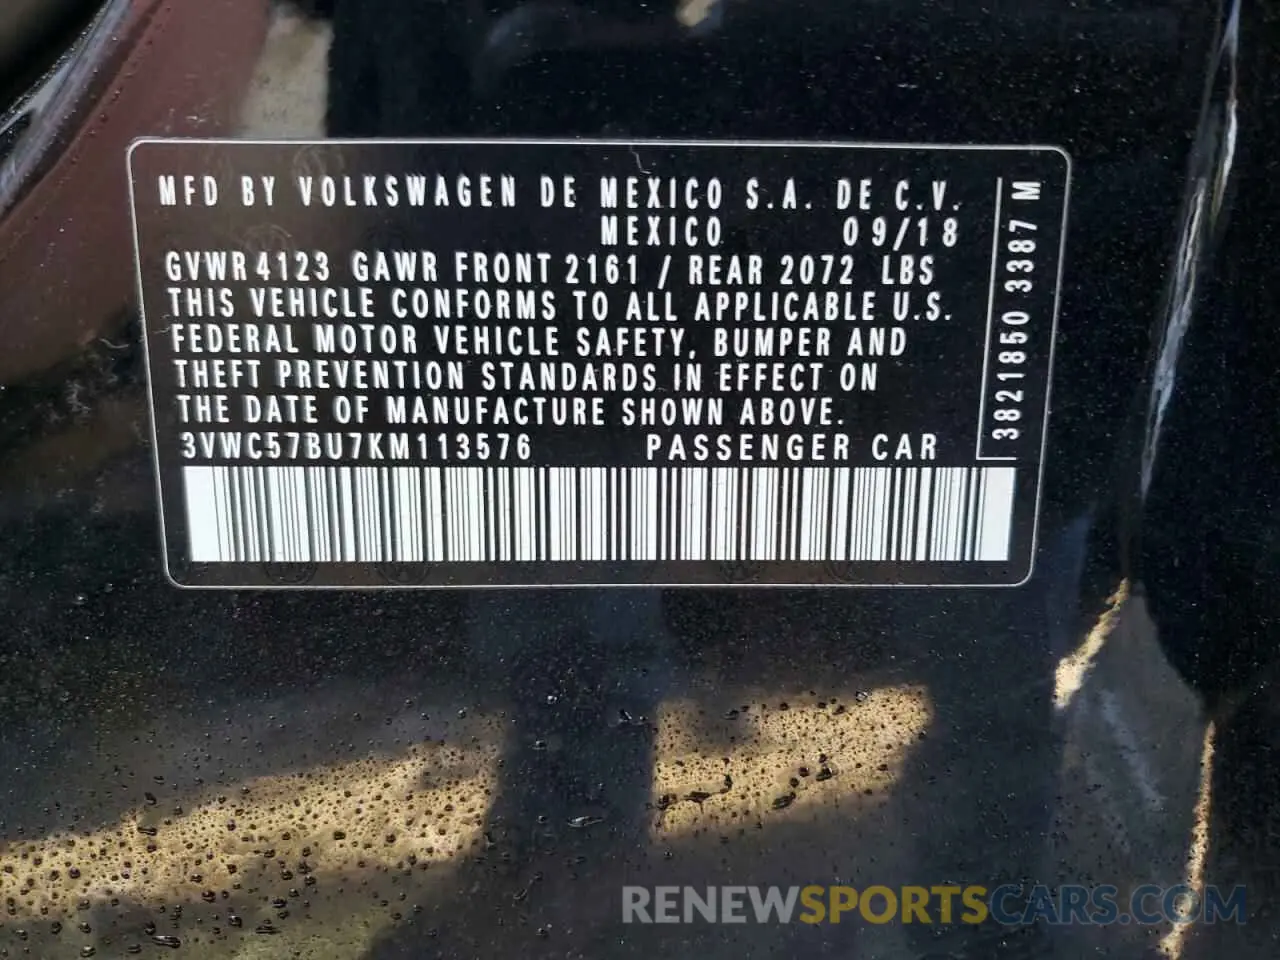 MFD BY VOLKSWAGEN DE MEXICO S.A. DE C.V.
MEXICO 09/18
GVWR 4123 GAWR FRONT 2161 / REAR 2072 LBS
THIS VEHICLE CONFORMS TO ALL APPLICABLE U.S.
FEDERAL MOTOR VEHICLE SAFETY, BUMPER AND
THEFT PREVENTION STANDARDS IN EFFECT ON
THE DATE OF MANUFACTURE SHOWN ABOVE.
3VWC57BU7KM113576 PASSENGER CAR
3821850 3387 M
RENEWSPORTSCARS.COM